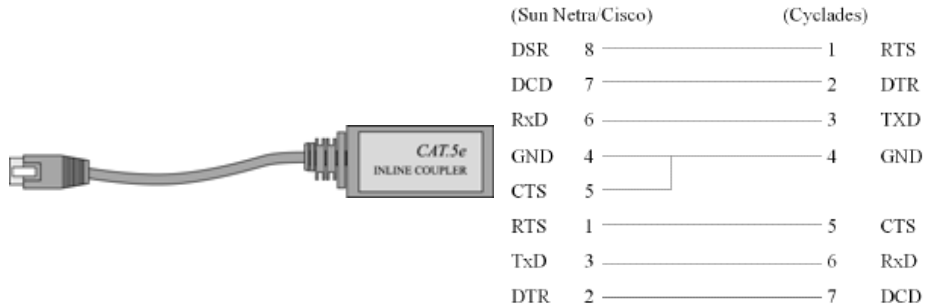 (Sun Netra/Cisco) (Cyclades)
DSR 8 1 RTS
DCD 7 2 DTR
RxD 6 3 TXD
GND 4 4 GND
CTS 5
RTS 1 5 CTS
TxD 3 6 RxD
DTR 2 7 DCD
CAT.5e
INLINE COUPLER